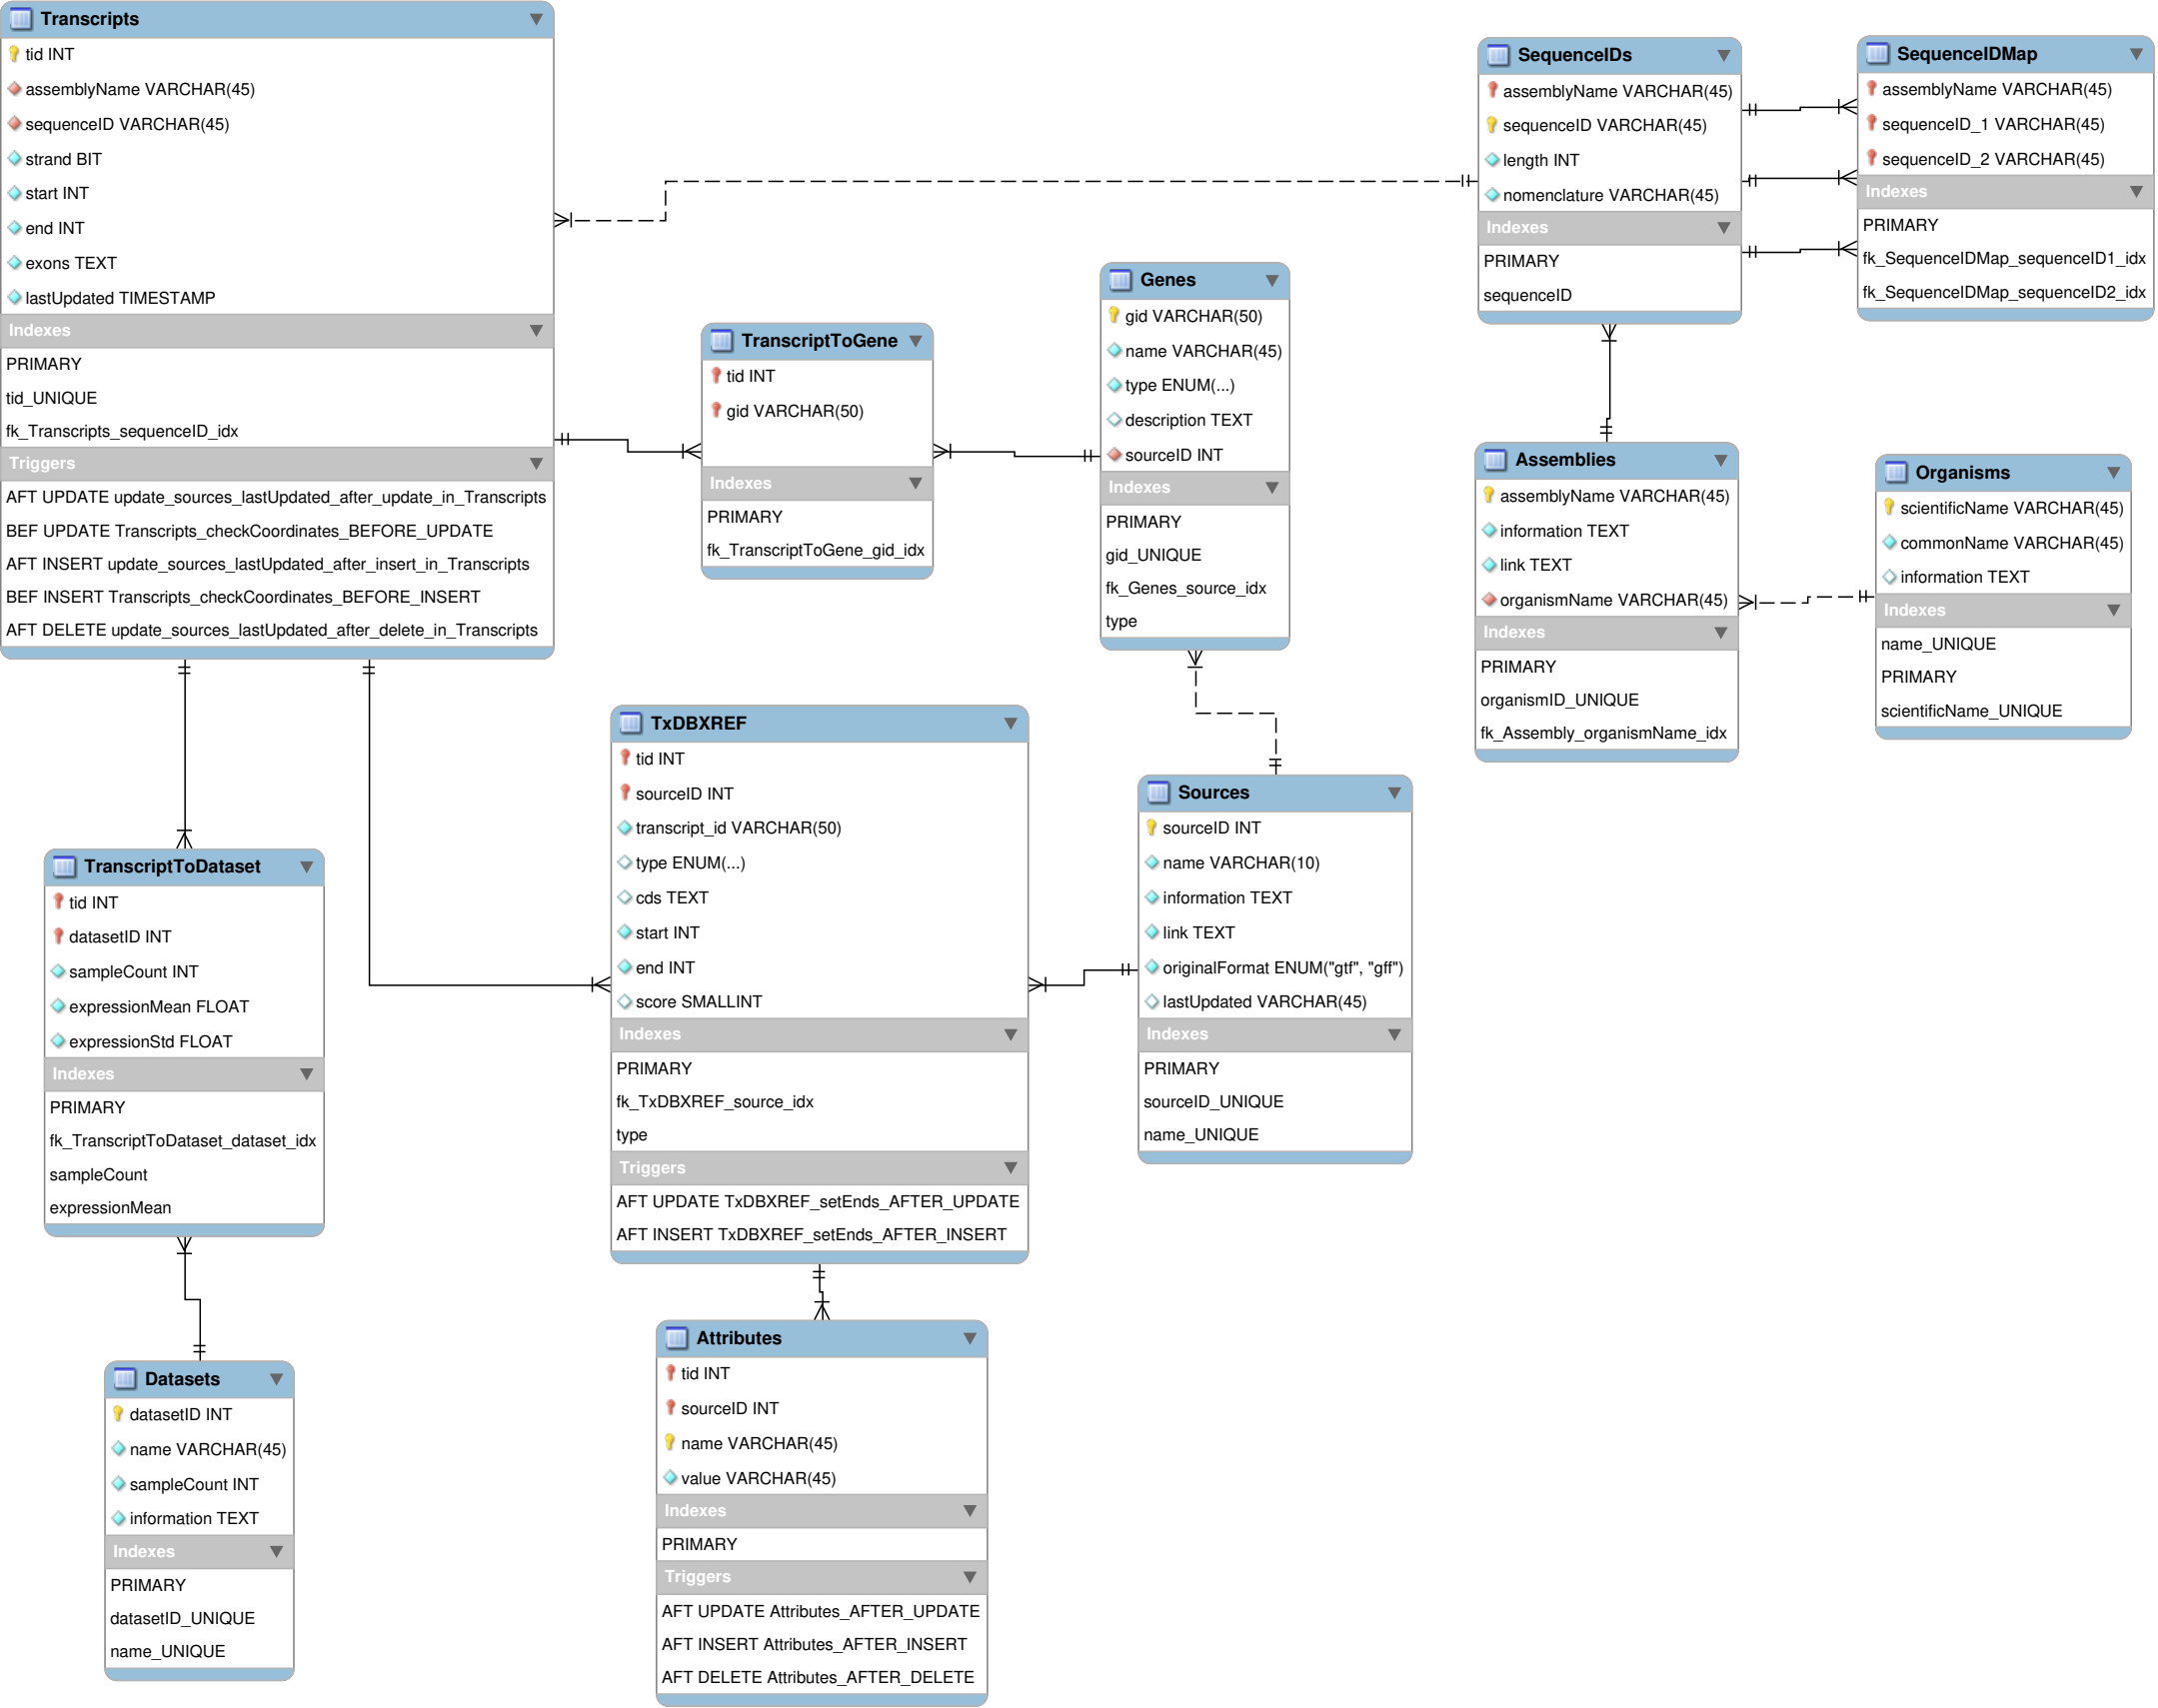 Transcripts
tid INT
assemblyName VARCHAR(45)
sequenceID VARCHAR(45)
strand BIT
start INT
end INT
exons TEXT
lastUpdated TIMESTAMP
Indexes
PRIMARY
tid_UNIQUE
fk_Transcripts_sequenceID_idx
Triggers
AFT UPDATE update_sources_lastUpdated_after_update_in_Transcripts
BEF UPDATE Transcripts_checkCoordinates_BEFORE_UPDATE
AFT INSERT update_sources_lastUpdated_after_insert_in_Transcripts
BEF INSERT Transcripts_checkCoordinates_BEFORE_INSERT
AFT DELETE update_sources_lastUpdated_after_delete_in_Transcripts
SequenceIDs
assemblyName VARCHAR(45)
sequenceID VARCHAR(45)
length INT
nomenclature VARCHAR(45)
Indexes
PRIMARY
sequenceID
SequenceIDMap
assemblyName VARCHAR(45)
sequenceID_1 VARCHAR(45)
sequenceID_2 VARCHAR(45)
Indexes
PRIMARY
fk_SequenceIDMap_sequenceID1_idx
fk_SequenceIDMap_sequenceID2_idx
TranscriptToGene
tid INT
gid VARCHAR(50)
Indexes
PRIMARY
fk_TranscriptToGene_gid_idx
Genes
gid VARCHAR(50)
name VARCHAR(45)
type ENUM(...)
description TEXT
sourceID INT
Indexes
PRIMARY
gid_UNIQUE
fk_Genes_source_idx
type
Assemblies
assemblyName VARCHAR(45)
information TEXT
link TEXT
organismName VARCHAR(45)
Indexes
PRIMARY
organismID_UNIQUE
fk_Assembly_organismName_idx
Organisms
scientificName VARCHAR(45)
commonName VARCHAR(45)
information TEXT
Indexes
name_UNIQUE
PRIMARY
scientificName_UNIQUE
TxDBXREF
tid INT
sourceID INT
transcript_id VARCHAR(50)
type ENUM(...)
cds TEXT
start INT
end INT
score SMALLINT
Indexes
PRIMARY
fk_TxDBXREF_source_idx
type
Triggers
AFT UPDATE TxDBXREF_setEnds_AFTER_UPDATE
AFT INSERT TxDBXREF_setEnds_AFTER_INSERT
Sources
sourceID INT
name VARCHAR(10)
information TEXT
link TEXT
originalFormat ENUM("gtf", "gff")
lastUpdated VARCHAR(45)
Indexes
PRIMARY
sourceID_UNIQUE
name_UNIQUE
TranscriptToDataset
tid INT
datasetID INT
sampleCount INT
expressionMean FLOAT
expressionStd FLOAT
Indexes
PRIMARY
fk_TranscriptToDataset_dataset_idx
sampleCount
expressionMean
Datasets
datasetID INT
name VARCHAR(45)
sampleCount INT
information TEXT
Indexes
PRIMARY
datasetID_UNIQUE
name_UNIQUE
Attributes
tid INT
sourceID INT
name VARCHAR(45)
value VARCHAR(45)
Indexes
PRIMARY
Triggers
AFT UPDATE Attributes_AFTER_UPDATE
AFT INSERT Attributes_AFTER_INSERT
AFT DELETE Attributes_AFTER_DELETE